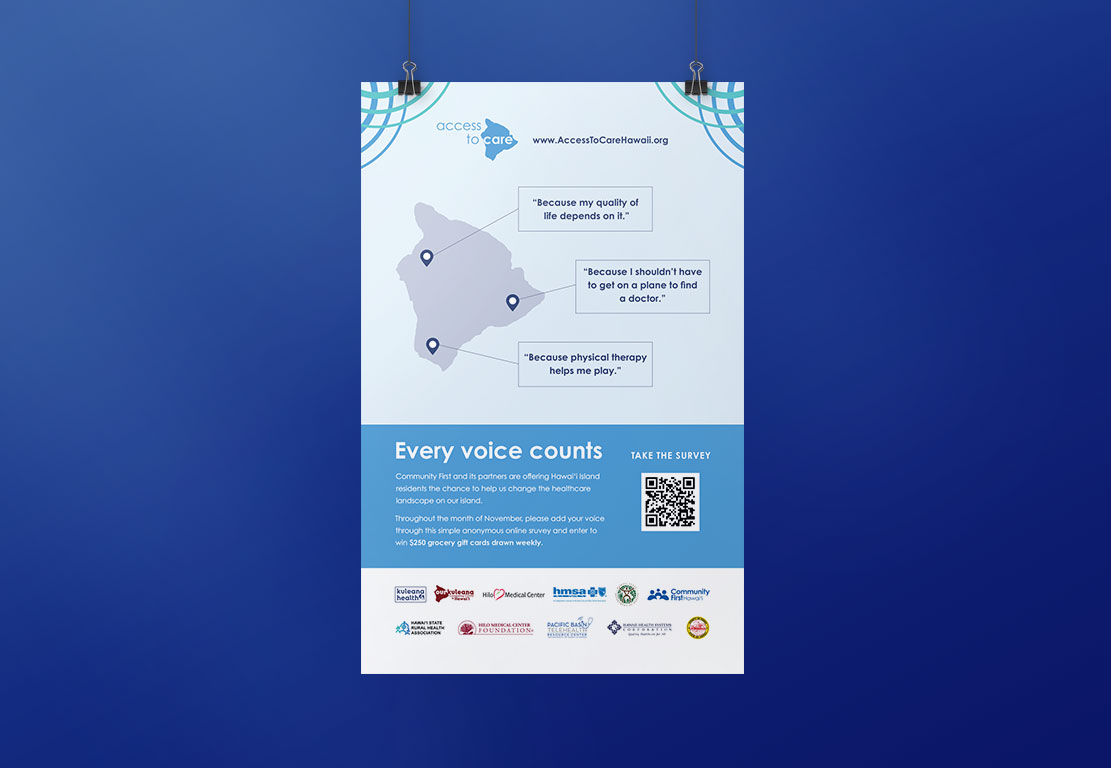 access
to care
www.AccessToCareHawaii.org
“Because my quality of
life depends on it.”
“Because I shouldn’t have
to get on a plane to find
a doctor.”
“Because physical therapy
helps me play.”
Every voice counts
Community First and its partners are offering Hawai‘i Island
residents the chance to help us change the healthcare
landscape on our island.
Throughout the month of November, please add your voice
through this simple anonymous online sruvey and enter to
win $250 grocery gift cards drawn weekly.
TAKE THE SURVEY
kuleana
health
ourkuleana
Hilo Medical Center
hmsa
Community
FirstHawai‘i
HAWAI‘I STATE
RURAL HEALTH
ASSOCIATION
HILO MEDICAL CENTER
FOUNDATION
PACIFIC BASIN
TELEHEALTH
RESOURCE CENTER
HAWAII HEALTH SYSTEMS
CORPORATION